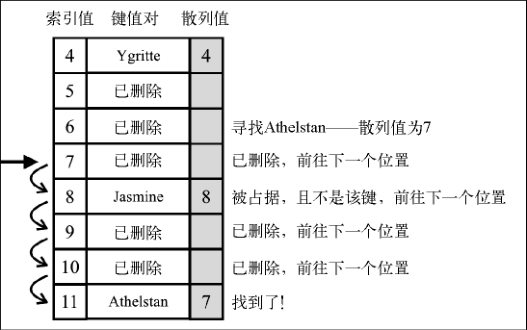 索引值 键值对 散列值
4 Ygritte 4
5 已删除
6 已删除 寻找Athelstan——散列值为7
7 已删除 已删除，前往下一个位置
8 Jasmine 8 被占据，且不是该键，前往下一个位置
9 已删除 已删除，前往下一个位置
10 已删除 已删除，前往下一个位置
11 Athelstan 7 找到了!